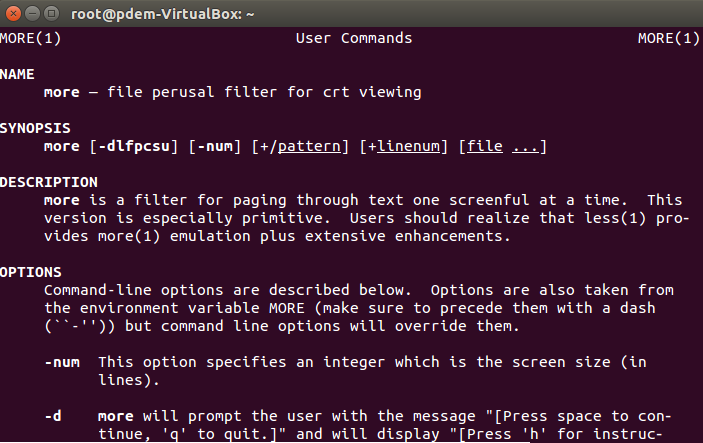 root@pdem-VirtualBox: ~
MORE(1) User Commands MORE(1)
NAME
more — file perusal filter for crt viewing
SYNOPSIS
more [-dlfpcsu] [-num] [+/pattern] [+linenum] [file ...]
DESCRIPTION
more is a filter for paging through text one screenful at a time.  This
version is especially primitive.  Users should realize that less(1) pro-
vides more(1) emulation plus extensive enhancements.
OPTIONS
Command-line options are described below.  Options are also taken from
the environment variable MORE (make sure to precede them with a dash
(``-'')) but command line options will override them.
-num  This option specifies an integer which is the screen size (in
lines).
-d    more will prompt the user with the message "[Press space to con-
tinue, 'q' to quit.]" and will display "[Press 'h' for instruc-